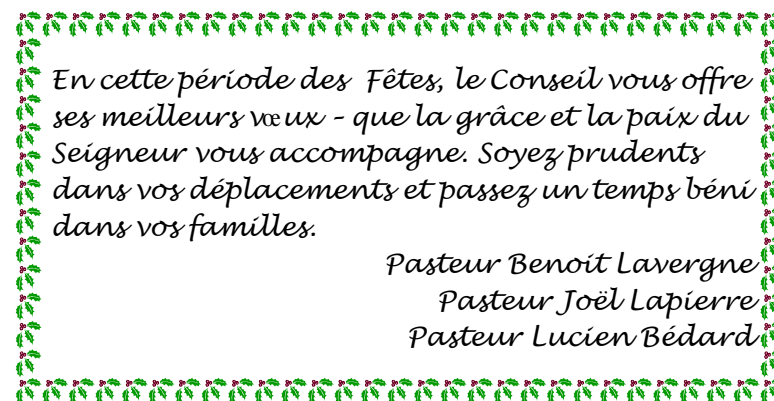 En cette période des Fêtes, le Conseil vous offre
ses meilleurs vœux – que la grâce et la paix du
Seigneur vous accompagne. Soyez prudents
dans vos déplacements et passez un temps béni
dans vos familles.
Pasteur Benoit Lavergne
Pasteur Joël Lapierre
Pasteur Lucien Bédard